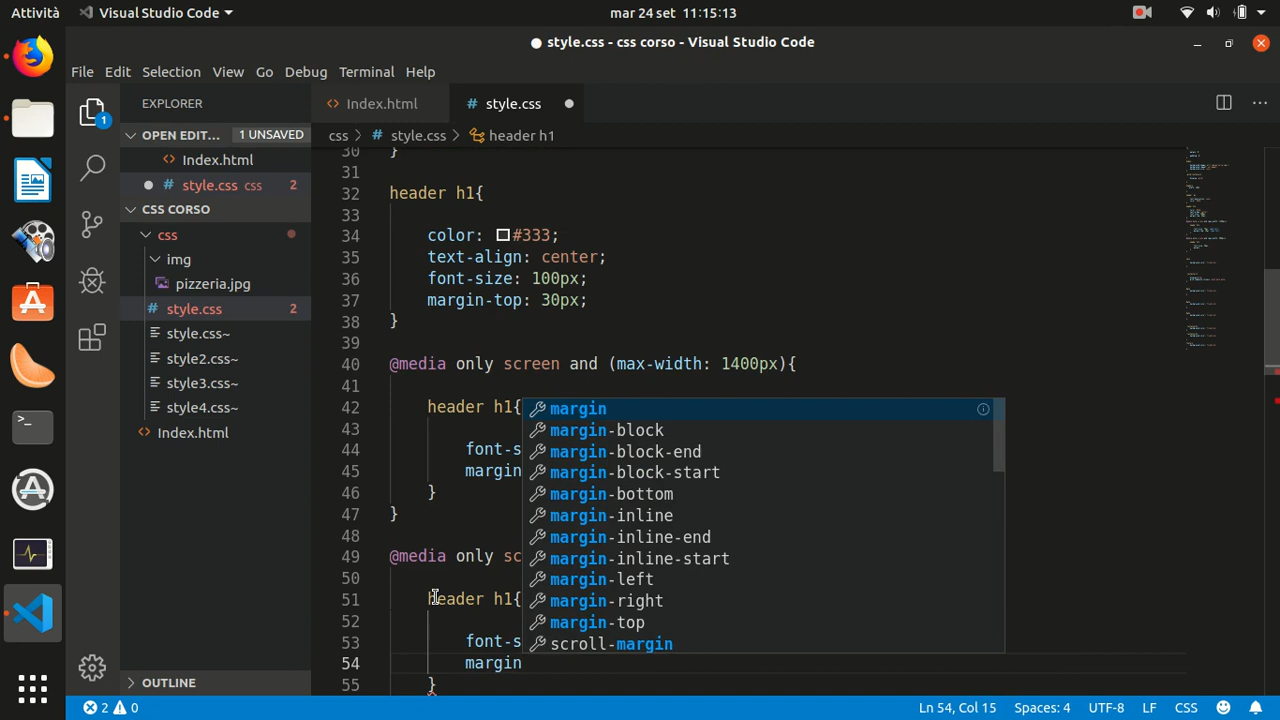 Attività
Visual Studio Code
mar 24 set 11:15:13
● style.css - css corso - Visual Studio Code
File Edit Selection View Go Debug Terminal Help
EXPLORER
<> Index.html
# style.css
OPEN EDIT... 1 UNSAVED
css > # style.css > header h1
<> Index.html
# style.css css 2
CSS CORSO
css
img
pizzeria.jpg
# style.css 2
style.css~
style2.css~
style3.css~
style4.css~
<> Index.html
OUTLINE
1
30 }
31
32 header h1{
33
34 color: #333;
35 text-align: center;
36 font-size: 100px;
37 margin-top: 30px;
38 }
39
40 @media only screen and (max-width: 1400px){
41
42 header h1{
43
44 font-s
45 margin
46 }
47 }
48
49 @media only sc
50
51 header h1{
52
53 font-s
54 margin
55 }
margin
margin-block
margin-block-end
margin-block-start
margin-bottom
margin-inline
margin-inline-end
margin-inline-start
margin-left
margin-right
margin-top
scroll-margin
2 0
Ln 54, Col 15 Spaces: 4 UTF-8 LF CSS